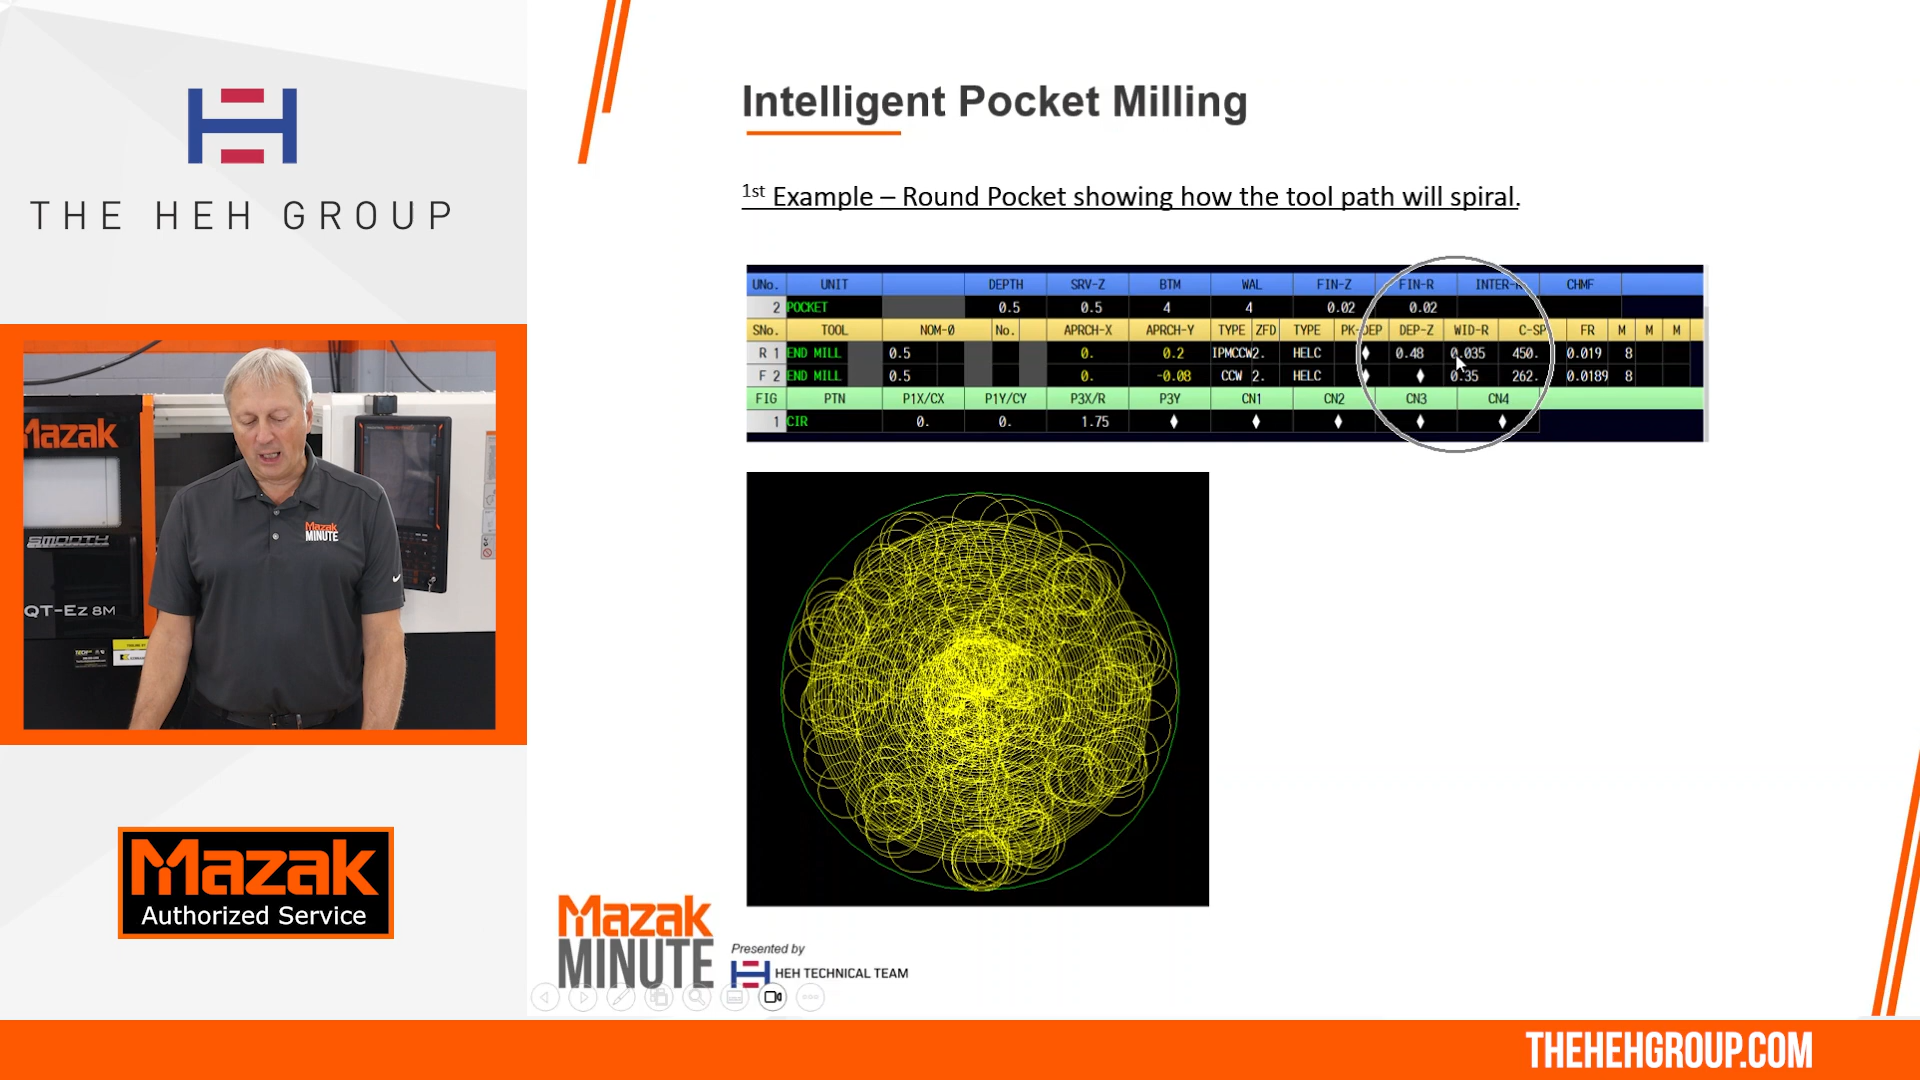 THE HEH GROUP
Mazak
SMOOTH
QT-Ez 8M
Mazak
MINUTE
Mazak
Authorized Service
Intelligent Pocket Milling
1st Example – Round Pocket showing how the tool path will spiral.
UNo. UNIT DEPTH SRV-Z BTM WAL FIN-Z FIN-R INTER-R CHMF
2 POCKET 0.5 0.5 4 4 0.02 0.02
SNo. TOOL NOM-Ø No. APRCH-X APRCH-Y TYPE ZFD TYPE PK-DEP DEP-Z WID-R C-SP FR M M M
R 1 END MILL 0.5 0. 0.2 IPMCCW2. HELC ♦ 0.48 0.035 450. 0.019 8
F 2 END MILL 0.5 0. -0.08 CCW 2. HELC ♦ ♦ 0.35 262. 0.0189 8
FIG PTN P1X/CX P1Y/CY P3X/R P3Y CN1 CN2 CN3 CN4
1 CIR 0. 0. 1.75 ♦ ♦ ♦ ♦ ♦
Mazak
MINUTE
Presented by
HEH TECHNICAL TEAM
THEHEHGROUP.COM